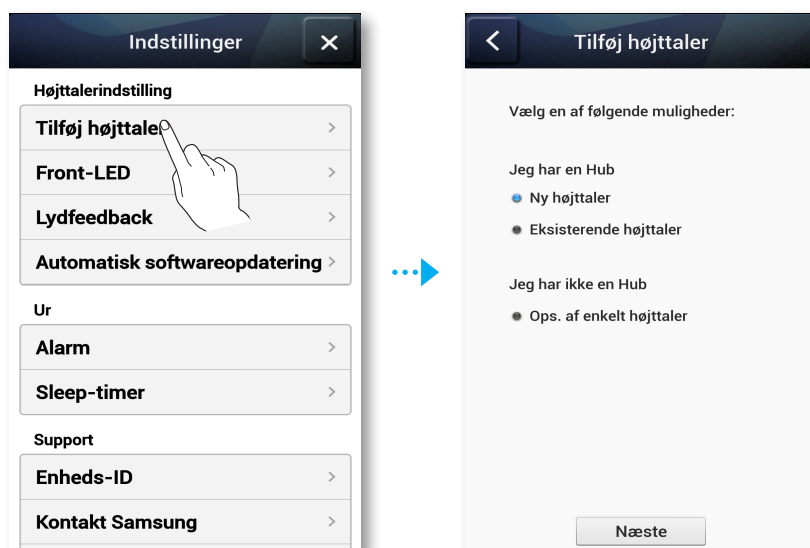 Indstillinger
Højttalerindstilling
Tilføj højttaler
Front-LED
Lydfeedback
Automatisk softwareopdatering
Ur
Alarm
Sleep-timer
Support
Enheds-ID
Kontakt Samsung
Tilføj højttaler
Vælg en af følgende muligheder:
Jeg har en Hub
Ny højttaler
Eksisterende højttaler
Jeg har ikke en Hub
Ops. af enkelt højttaler
Næste